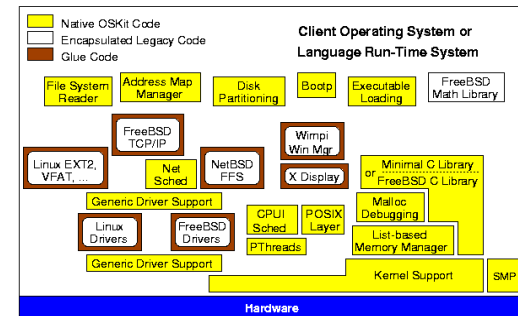 Native OSKit Code
Encapsulated Legacy Code
Glue Code
Client Operating System or
Language Run-Time System
File System
Reader
Address Map
Manager
Disk
Partitioning
Bootp
Executable
Loading
FreeBSD
Math Library
FreeBSD
TCP/IP
Linux EXT2,
VFAT, ...
Net
Sched
NetBSD
FFS
Wimpi
Win Mgr
X Display
Minimal C Library
or
FreeBSD C Library
Generic Driver Support
Malloc
Debugging
Linux
Drivers
FreeBSD
Drivers
CPUI
Sched
POSIX
Layer
PThreads
List-based
Memory Manager
Generic Driver Support
Kernel Support
SMP
Hardware